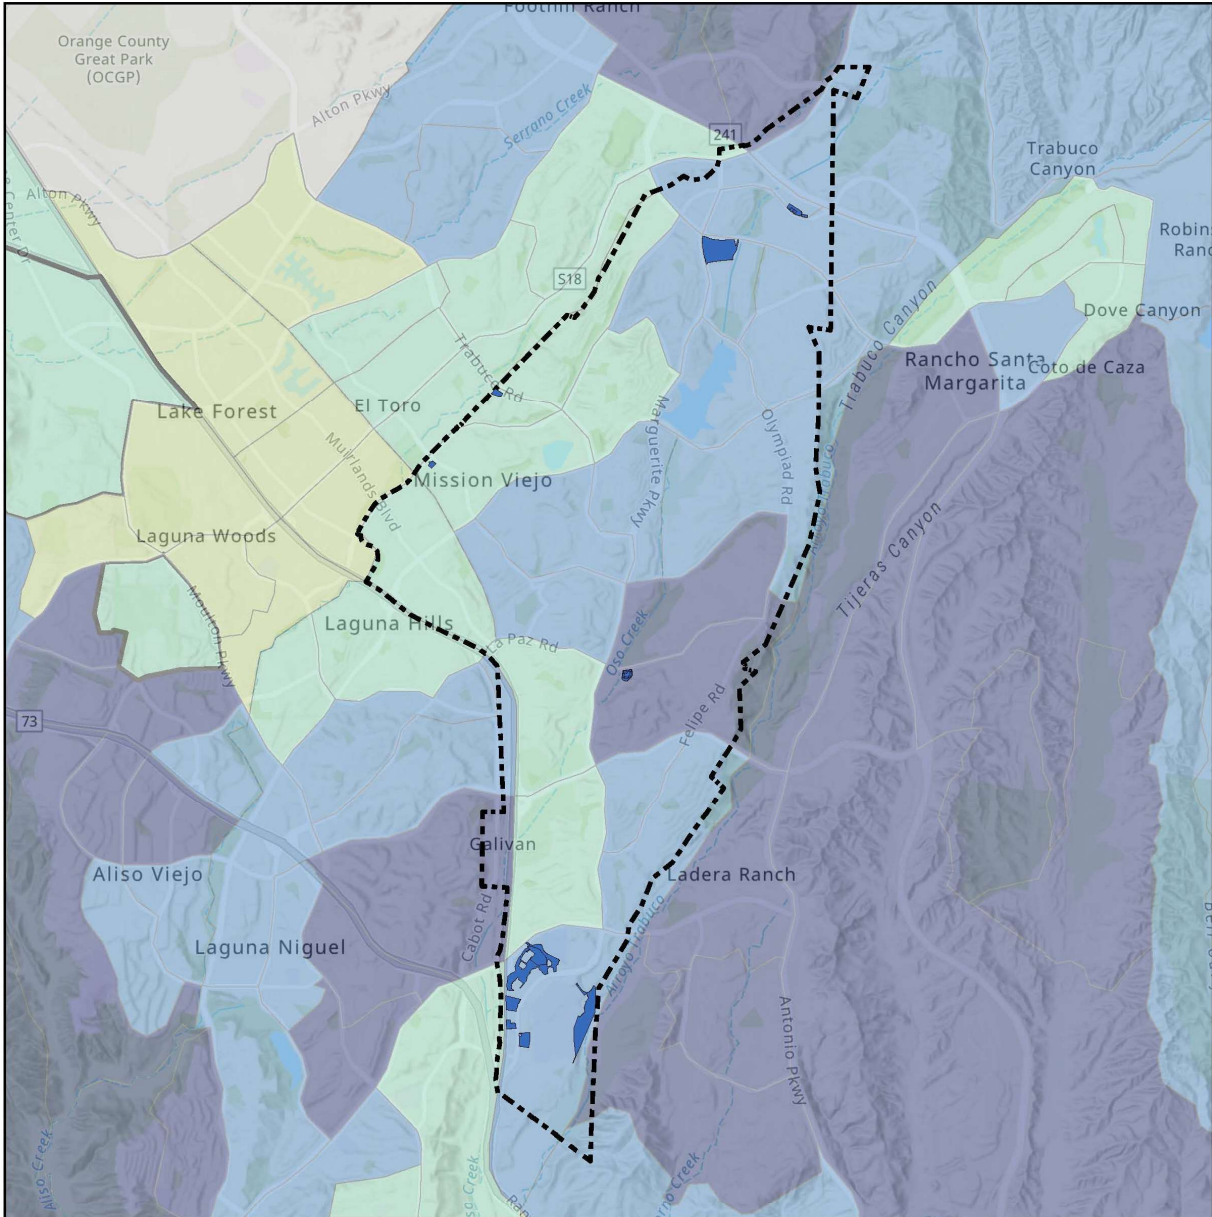 Foothill Ranch
Orange County
Great Park
(OCGP)
Alton Pkwy
Serrano Creek
241
Trabuco
Canyon
Alton Pkwy
Center Dr
S18
Dove Canyon
Trabuco Canyon
Rancho Santa
Margarita
Coto de Caza
Trabuco Rd
Lake Forest
El Toro
Marguerite Pkwy
Olympiad Rd
Muirlands Blvd
Mission Viejo
Laguna Woods
Tijeras Canyon
Moulton Pkwy
Laguna Hills
La Paz Rd
Oso Creek
73
Felipe Rd
Galivan
Aliso Viejo
Ladera Ranch
Cabot Rd
Laguna Niguel
Arroyo Trabuco
Antonio Pkwy
Aliso Creek